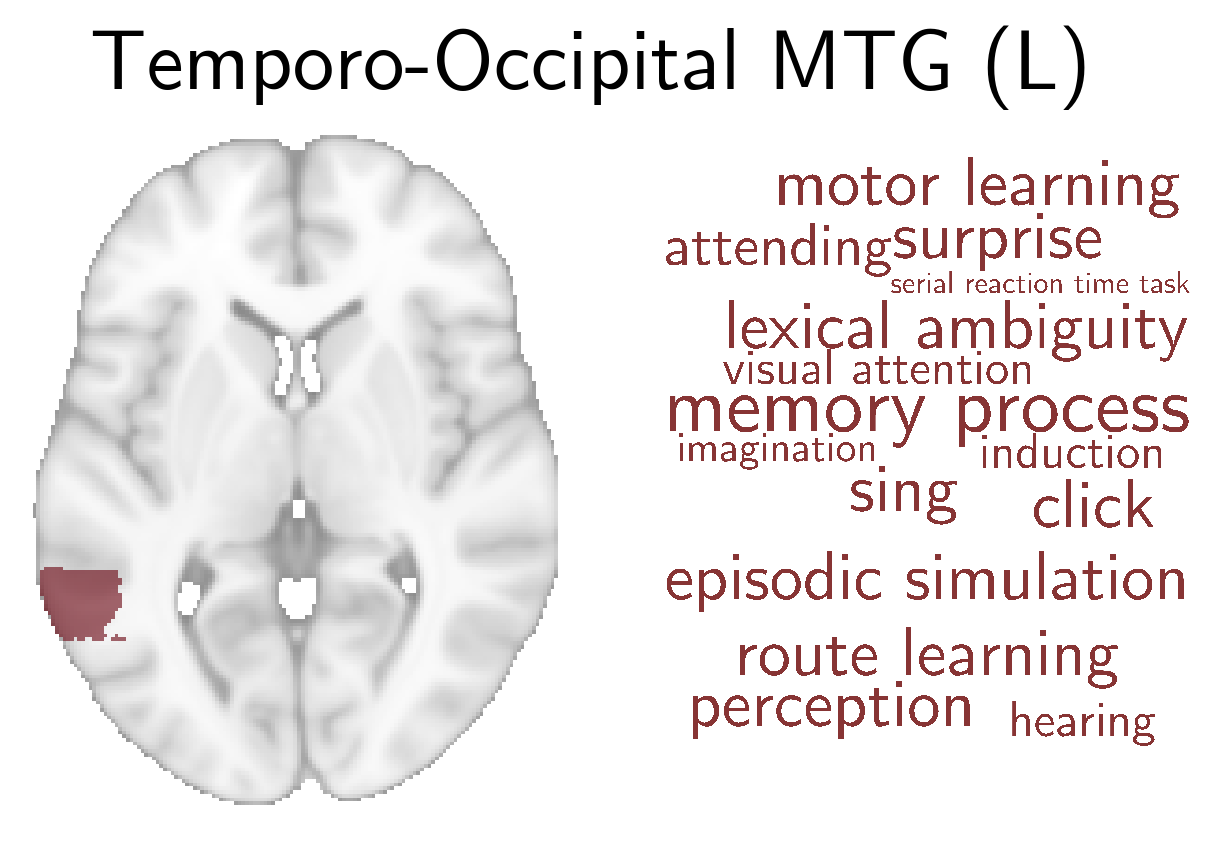 Temporo-Occipital MTG (L)
motor learning
attending surprise
serial reaction time task
lexical ambiguity
visual attention
memory process
imagination induction
sing click
episodic simulation
route learning
perception hearing